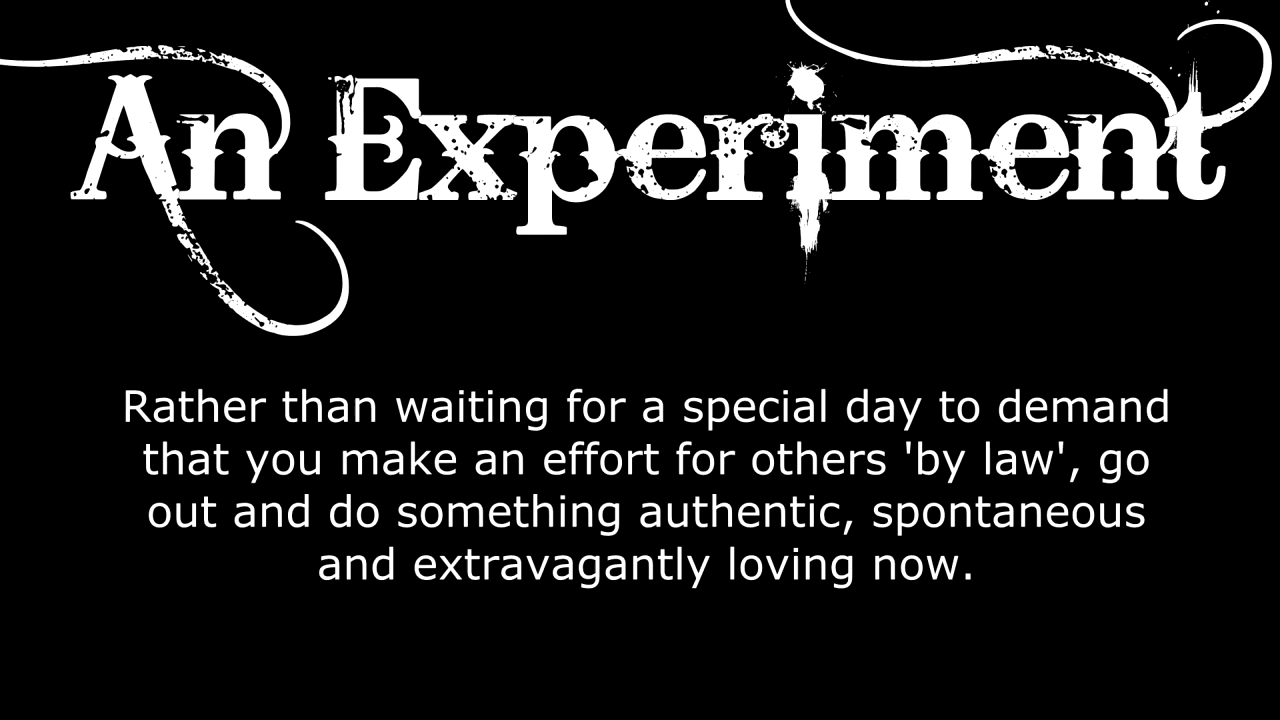 An Experiment
Rather than waiting for a special day to demand
that you make an effort for others 'by law', go
out and do something authentic, spontaneous
and extravagantly loving now.